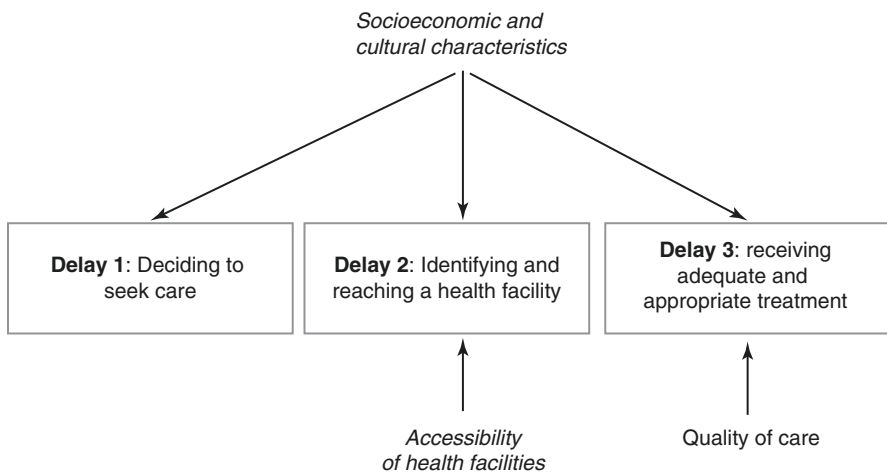 Socioeconomic and
cultural characteristics
Delay 1: Deciding to
seek care
Delay 2: Identifying and
reaching a health facility
Delay 3: receiving
adequate and
appropriate treatment
Accessibility
of health facilities
Quality of care